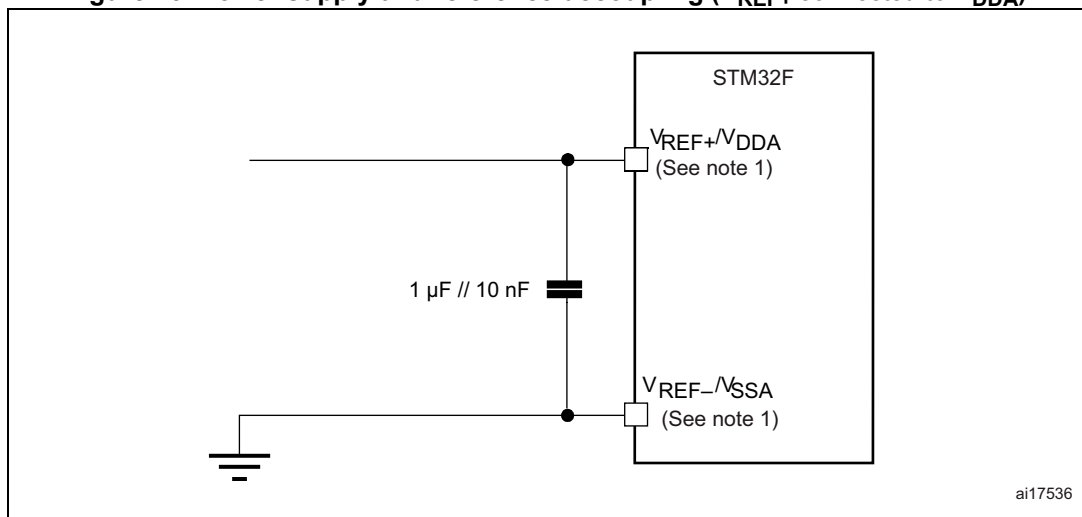 STM32F
VREF+/VDDA
(See note 1)
1 µF // 10 nF
VREF–/VSSA
(See note 1)
ai17536